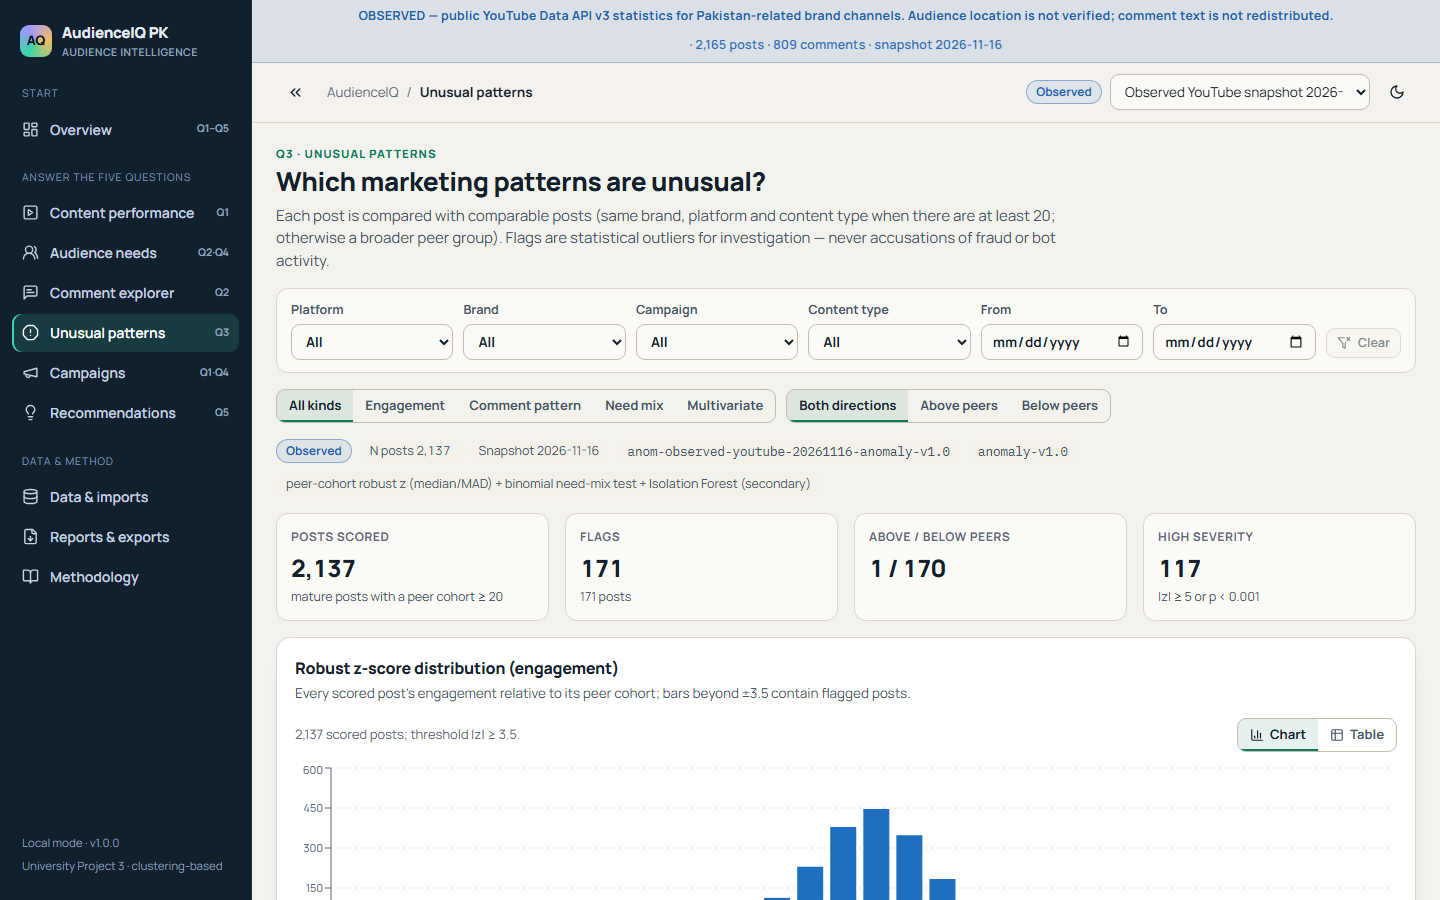 AQ
AudienceIQ PK
AUDIENCE INTELLIGENCE
START
Overview Q1-Q5
ANSWER THE FIVE QUESTIONS
Content performance Q1
Audience needs Q2·Q4
Comment explorer Q2
Unusual patterns Q3
Campaigns Q1·Q4
Recommendations Q5
DATA & METHOD
Data & imports
Reports & exports
Methodology
Local mode · v1.0.0
University Project 3 · clustering-based
OBSERVED — public YouTube Data API v3 statistics for Pakistan-related brand channels. Audience location is not verified; comment text is not redistributed.
· 2,165 posts · 809 comments · snapshot 2026-11-16
AudienceIQ / Unusual patterns
Observed
Observed YouTube snapshot 2026-
Q3 · UNUSUAL PATTERNS
Which marketing patterns are unusual?
Each post is compared with comparable posts (same brand, platform and content type when there are at least 20;
otherwise a broader peer group). Flags are statistical outliers for investigation — never accusations of fraud or bot
activity.
Platform Brand Campaign Content type From To
All All All All mm/dd/yyyy mm/dd/yyyy Clear
All kinds Engagement Comment pattern Need mix Multivariate Both directions Above peers Below peers
Observed N posts 2,137 Snapshot 2026-11-16 anom-observed-youtube-20261116-anomaly-v1.0 anomaly-v1.0
peer-cohort robust z (median/MAD) + binomial need-mix test + Isolation Forest (secondary)
POSTS SCORED
2,137
mature posts with a peer cohort ≥ 20
FLAGS
171
171 posts
ABOVE / BELOW PEERS
1 / 170
HIGH SEVERITY
117
|z| ≥ 5 or p < 0.001
Robust z-score distribution (engagement)
Every scored post's engagement relative to its peer cohort; bars beyond ±3.5 contain flagged posts.
2,137 scored posts; threshold |z| ≥ 3.5.
Chart Table
600
450
300
150